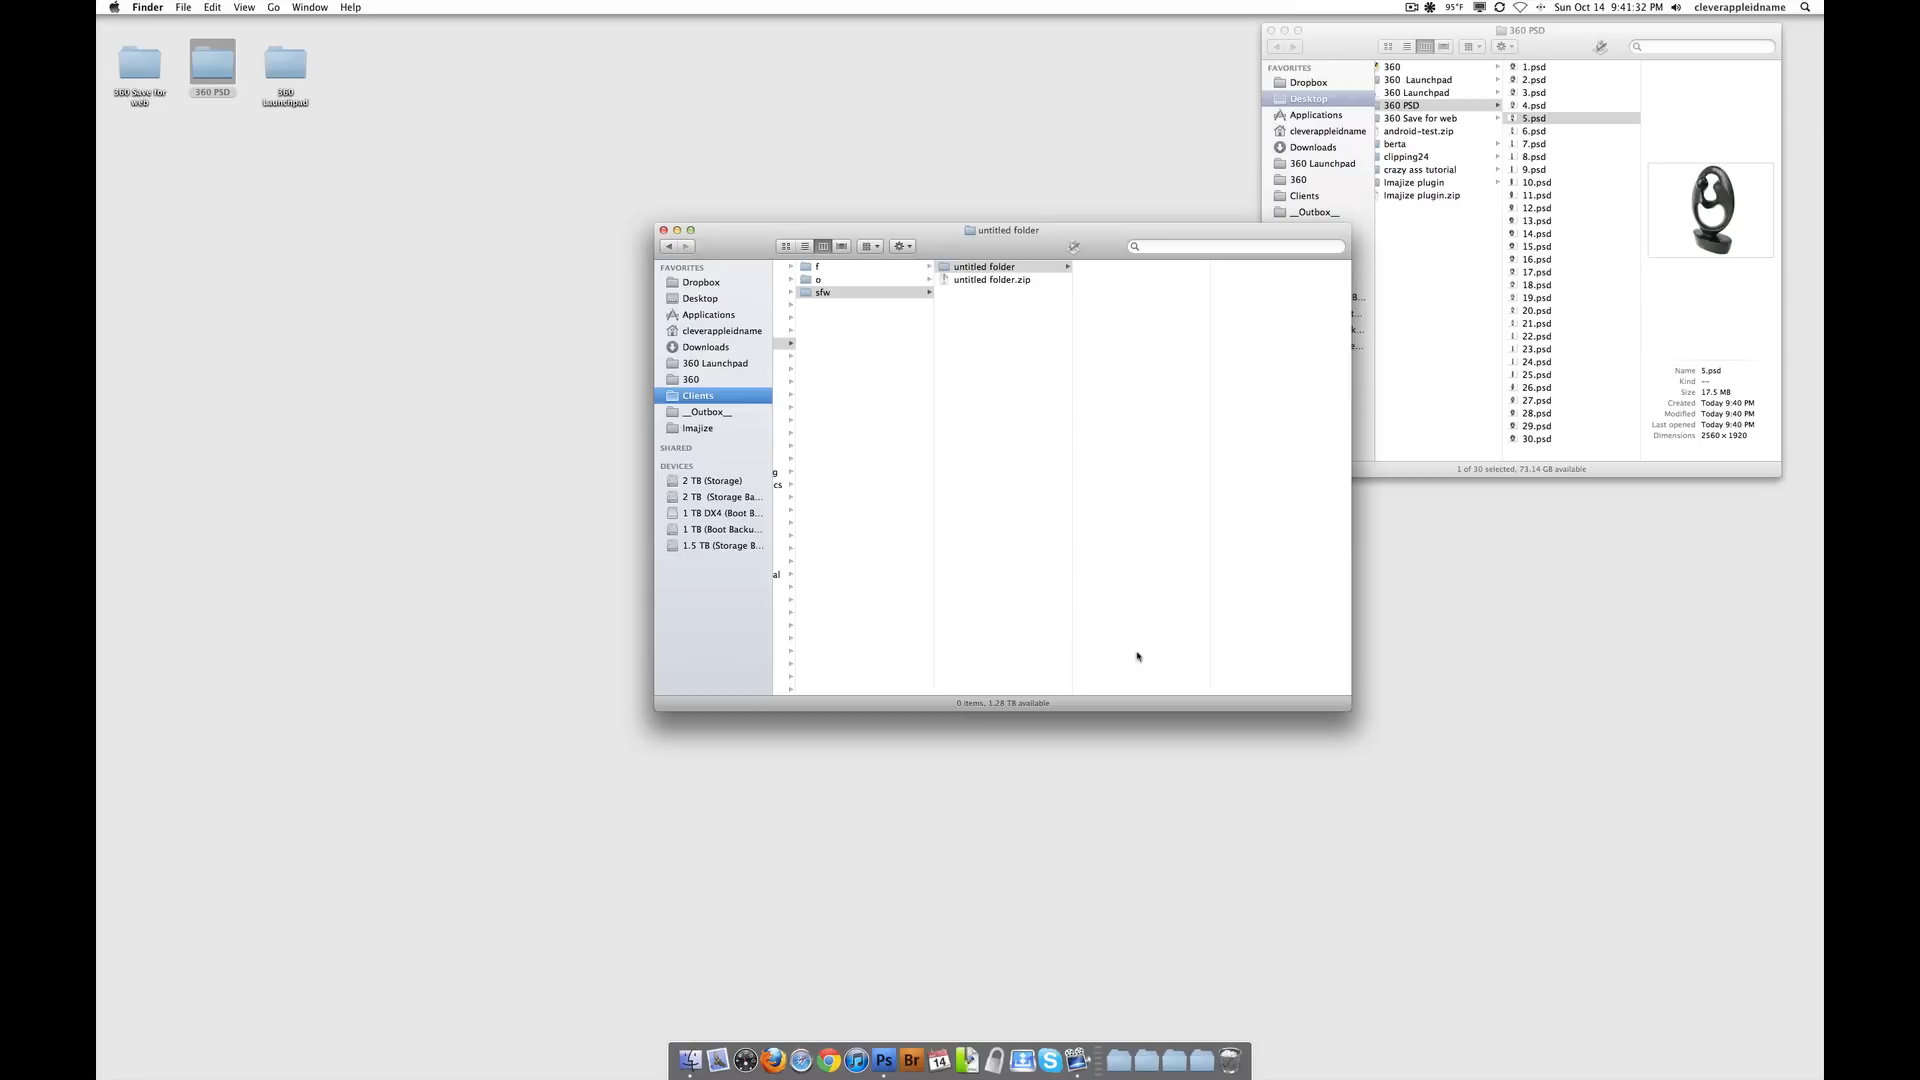 Finder File Edit View Go Window Help
95°F Sun Oct 14 9:41:32 PM cleverappleidname
360 Save for web
360 PSD
360 Launchpad
360 PSD
FAVORITES
Dropbox
Desktop
Applications
cleverappleidname
Downloads
360 Launchpad
360
Clients
__Outbox__
360
360 Launchpad
360 Launchpad
360 PSD
360 Save for web
android-test.zip
berta
clipping24
crazy ass tutorial
Imajize plugin
Imajize plugin.zip
1.psd
2.psd
3.psd
4.psd
5.psd
6.psd
7.psd
8.psd
9.psd
10.psd
11.psd
12.psd
13.psd
14.psd
15.psd
16.psd
17.psd
18.psd
19.psd
20.psd
21.psd
22.psd
23.psd
24.psd
25.psd
26.psd
27.psd
28.psd
29.psd
30.psd
Name 5.psd
Kind --
Size 17.5 MB
Created Today 9:40 PM
Modified Today 9:40 PM
Last opened Today 9:40 PM
Dimensions 2560 × 1920
1 of 30 selected, 73.14 GB available
B...
t...
k...
e...
untitled folder
FAVORITES
Dropbox
Desktop
Applications
cleverappleidname
Downloads
360 Launchpad
360
Clients
__Outbox__
Imajize
SHARED
DEVICES
2 TB (Storage)
2 TB (Storage Ba...
1 TB DX4 (Boot B...
1 TB (Boot Backu...
1.5 TB (Storage B...
g
cs
al
f
o
sfw
untitled folder
untitled folder.zip
0 items, 1.28 TB available
Ps Br 14